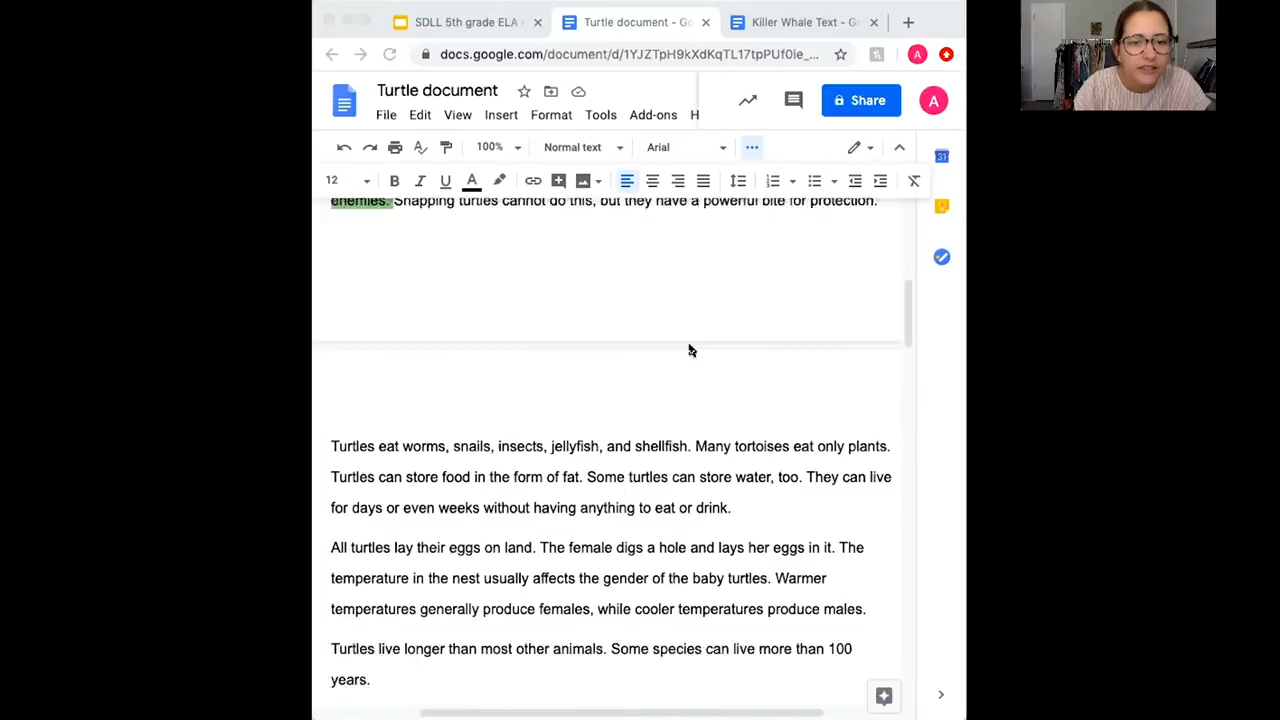 SDLL 5th grade ELA
Turtle document - Go
Killer Whale Text - Go
docs.google.com/document/d/1YJZTpH9kXdKqTL17tpPUf0ie_...
A
Turtle document
Share
A
File Edit View Insert Format Tools Add-ons H
100% Normal text Arial
12 B I U A
31
enemies. Snapping turtles cannot do this, but they have a powerful bite for protection.
Turtles eat worms, snails, insects, jellyfish, and shellfish. Many tortoises eat only plants.
Turtles can store food in the form of fat. Some turtles can store water, too. They can live
for days or even weeks without having anything to eat or drink.
All turtles lay their eggs on land. The female digs a hole and lays her eggs in it. The
temperature in the nest usually affects the gender of the baby turtles. Warmer
temperatures generally produce females, while cooler temperatures produce males.
Turtles live longer than most other animals. Some species can live more than 100
years.